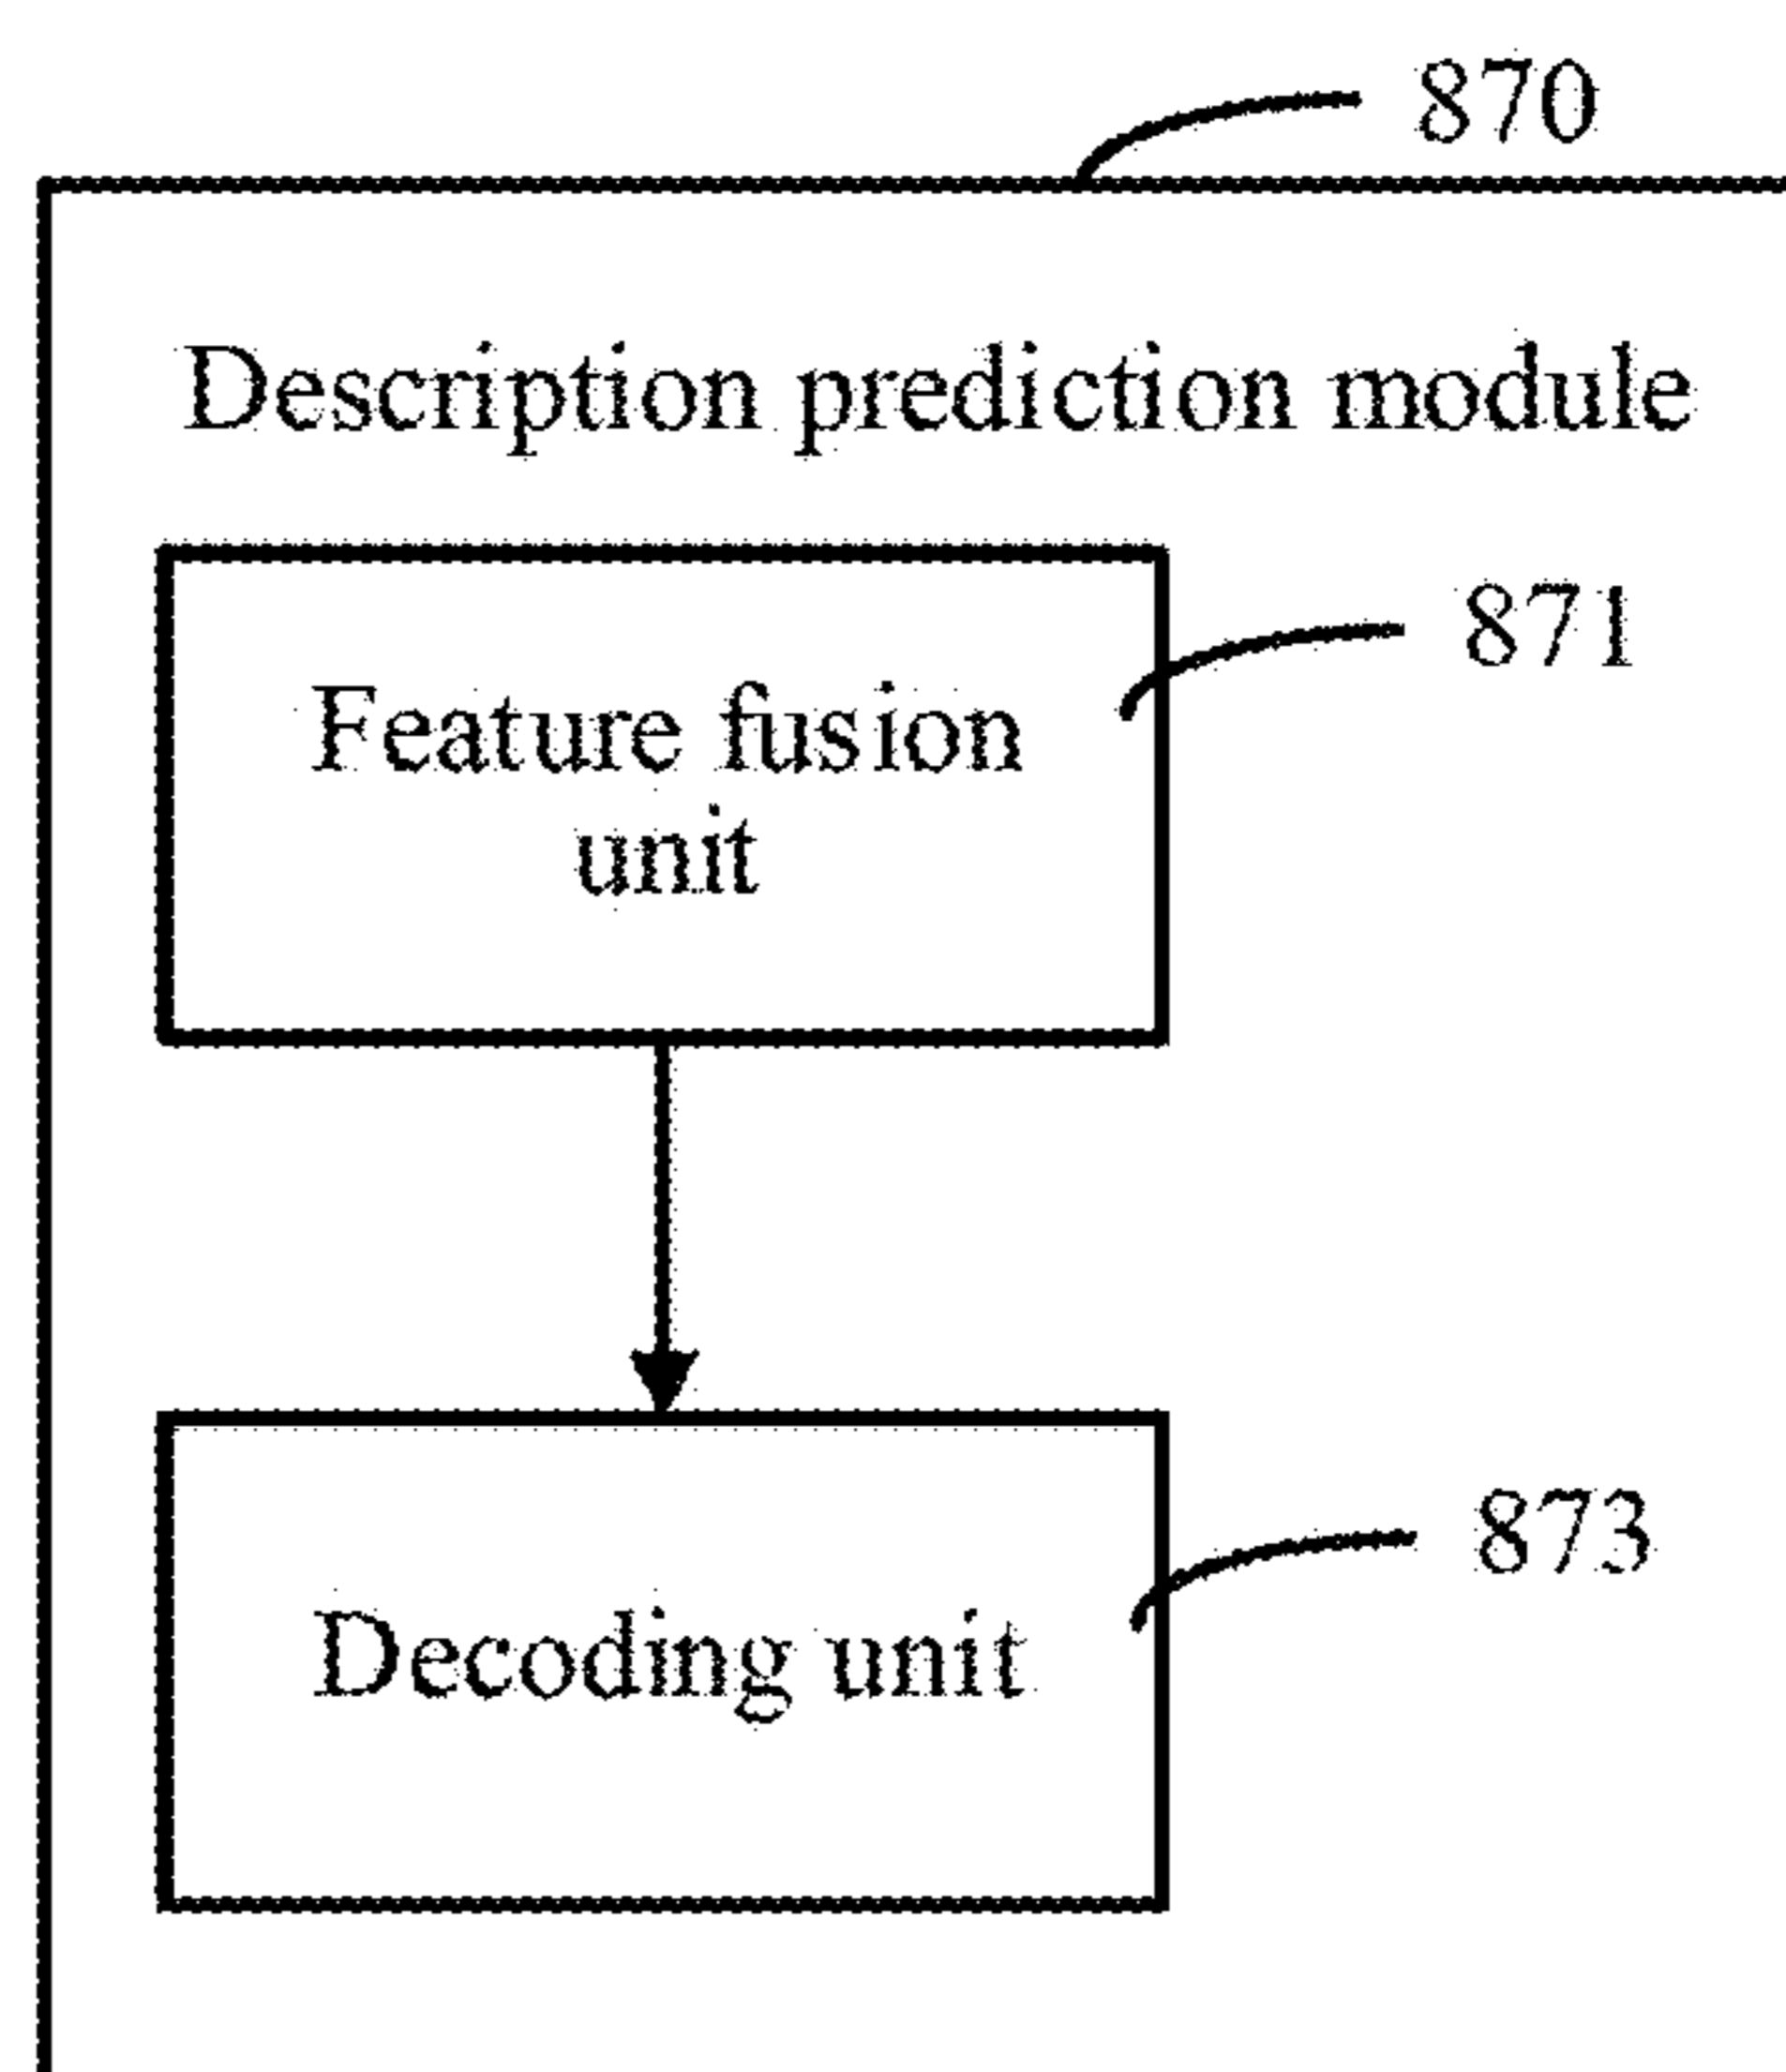 870
Description prediction module
871
Feature fusion
unit
873
Decoding unit